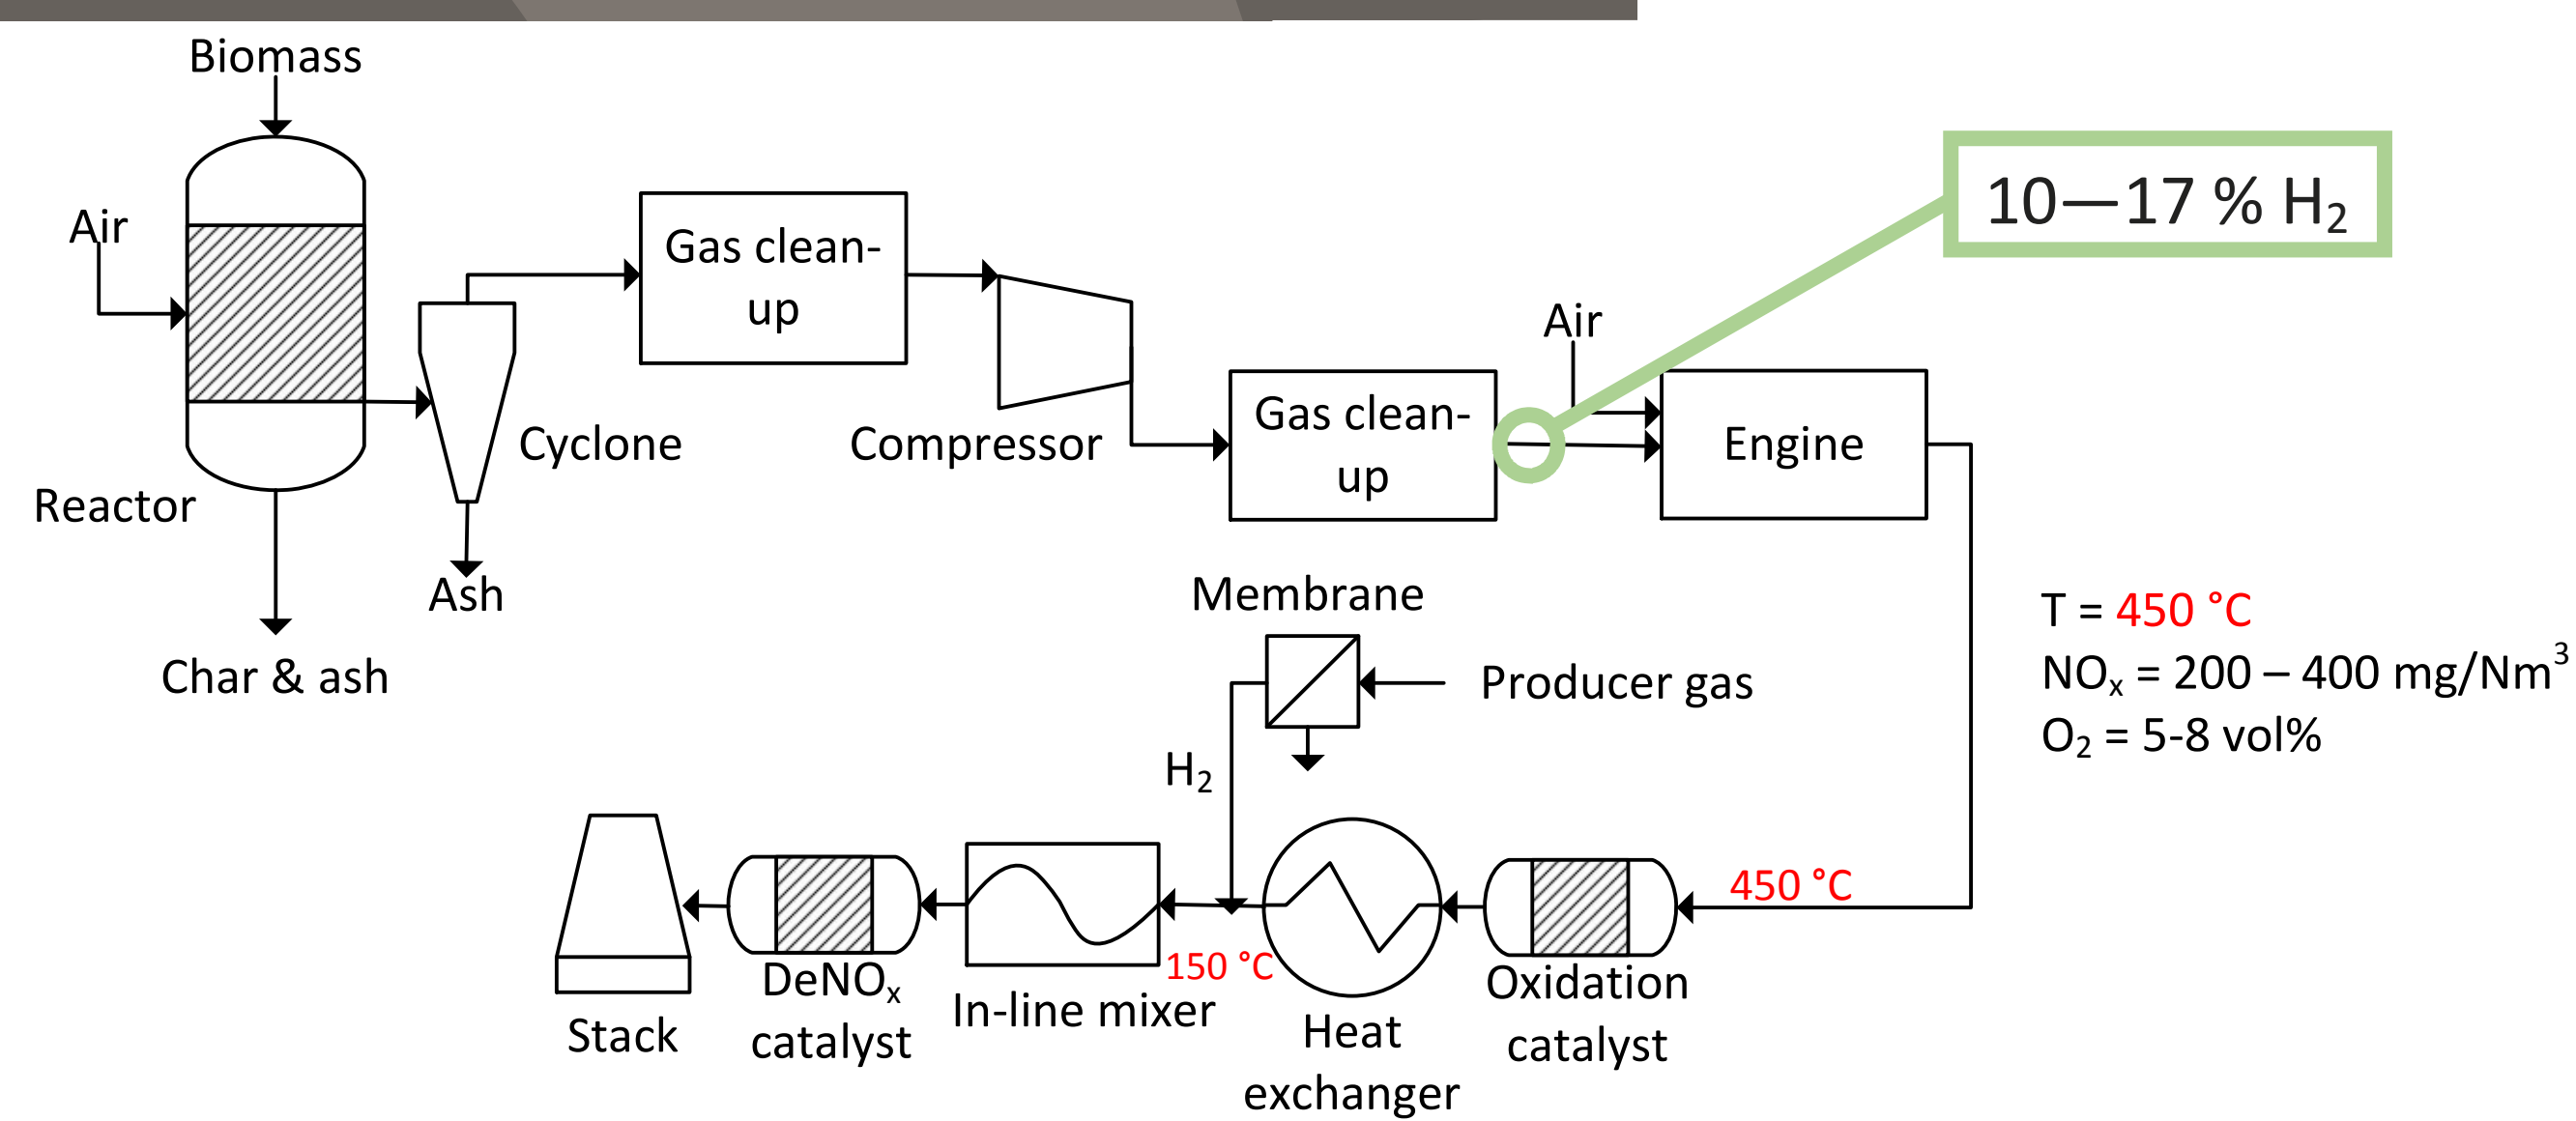 Biomass
Air
Reactor
Char & ash
Cyclone
Ash
Gas clean-
up
Compressor
Gas clean-
up
Air
10—17 % H₂
Engine
T = 450 °C
NOₓ = 200 – 400 mg/Nm³
O₂ = 5-8 vol%
Membrane
Producer gas
H₂
450 °C
Oxidation
catalyst
Heat
exchanger
150 °C
In-line mixer
DeNOₓ
catalyst
Stack